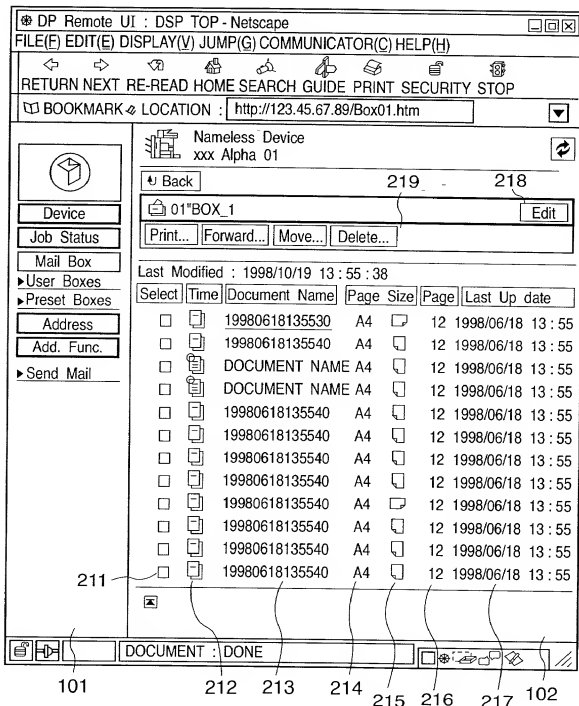 DP Remote UI : DSP TOP - Netscape
FILE(F) EDIT(E) DISPLAY(V) JUMP(G) COMMUNICATOR(C) HELP(H)
RETURN NEXT RE-READ HOME SEARCH GUIDE PRINT SECURITY STOP
BOOKMARK LOCATION : http://123.45.67.89/Box01.htm
Nameless Device
xxx Alpha 01
Back
219 218
01"BOX_1 Edit
Print... Forward... Move... Delete...
Device
Job Status
Mail Box
▶User Boxes
▶Preset Boxes
Address
Add. Func.
▶Send Mail
Last Modified : 1998/10/19 13 : 55 : 38
Select Time Document Name Page Size Page Last Up date
19980618135530 A4 12 1998/06/18 13 : 55
19980618135540 A4 12 1998/06/18 13 : 55
DOCUMENT NAME A4 12 1998/06/18 13 : 55
DOCUMENT NAME A4 12 1998/06/18 13 : 55
19980618135540 A4 12 1998/06/18 13 : 55
19980618135540 A4 12 1998/06/18 13 : 55
19980618135540 A4 12 1998/06/18 13 : 55
19980618135540 A4 12 1998/06/18 13 : 55
19980618135540 A4 12 1998/06/18 13 : 55
19980618135540 A4 12 1998/06/18 13 : 55
19980618135540 A4 12 1998/06/18 13 : 55
211
DOCUMENT : DONE
101 212 213 214 215 216 217 102